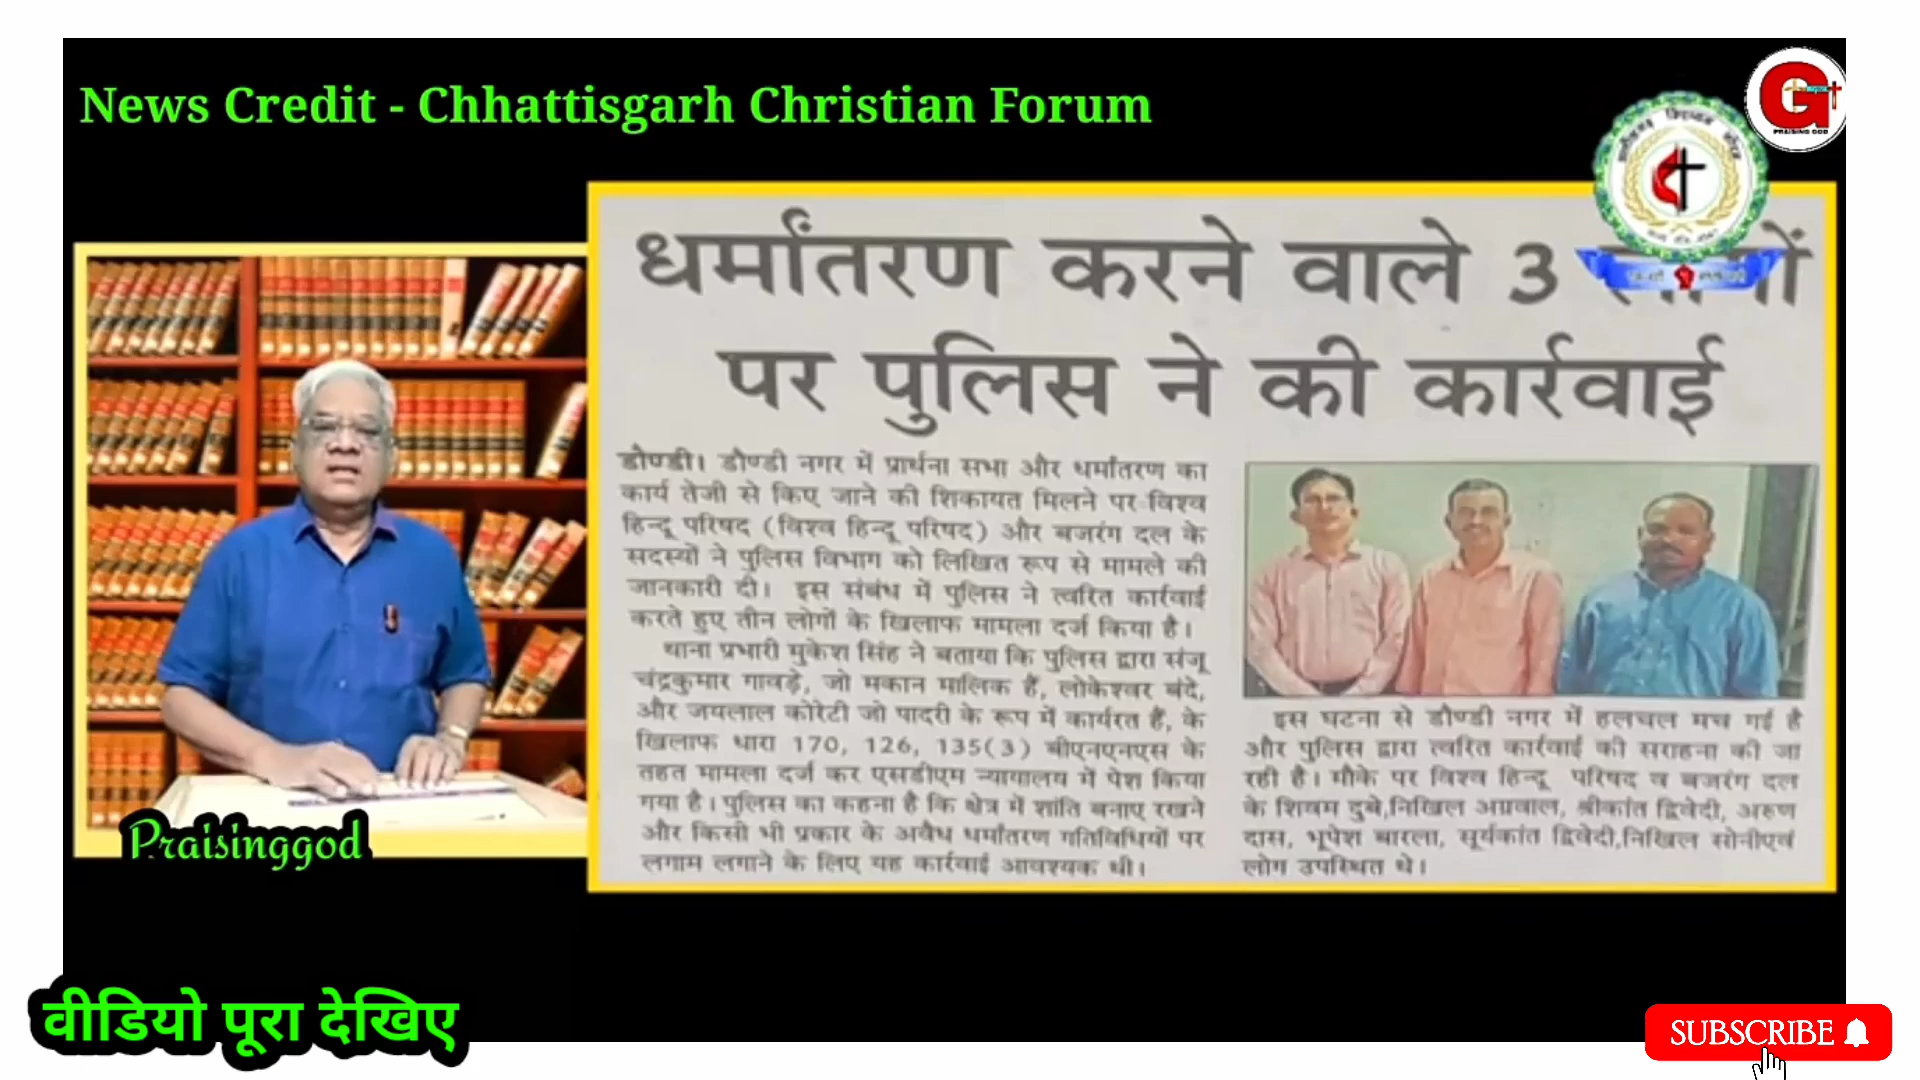 News Credit - Chhattisgarh Christian Forum
PRAISING GOD
धर्मांतरण करने वाले 3
पर पुलिस ने की कार्रवाई
डौण्डी। डौण्डी नगर में प्रार्थना सभा और धर्मांतरण का
कार्य तेजी से किए जाने की शिकायत मिलने पर विश्व
हिन्दू परिषद (विश्व हिन्दू परिषद) और बजरंग दल के
सदस्यों ने पुलिस विभाग को लिखित रूप से मामले की
जानकारी दी। इस संबंध में पुलिस ने त्वरित कार्रवाई
करते हुए तीन लोगों के खिलाफ मामला दर्ज किया है।
थाना प्रभारी मुकेश सिंह ने बताया कि पुलिस द्वारा संजू
चंद्रकुमार गावड़े, जो मकान मालिक हैं, लोकेश्वर बंदे,
और जयलाल कोरेटी जो पादरी के रूप में कार्यरत हैं, के
खिलाफ धारा 170, 126, 135(3) बीएनएनएस के
तहत मामला दर्ज कर एसडीएम न्यायालय में पेश किया
गया है। पुलिस का कहना है कि क्षेत्र में शांति बनाए रखने
और किसी भी प्रकार के अवैध धर्मांतरण गतिविधियों पर
लगाम लगाने के लिए यह कार्रवाई आवश्यक थी।
इस घटना से डौण्डी नगर में हलचल मच गई है
और पुलिस द्वारा त्वरित कार्रवाई की सराहना की जा
रही है। मौके पर विश्व हिन्दू परिषद व बजरंग दल
के शिवम दुबे,निखिल अग्रवाल, श्रीकांत द्विवेदी, अरुण
दास, भूपेश बारला, सूर्यकांत द्विवेदी,निखिल सोनीएवं
लोग उपस्थित थे।
Praisinggod
वीडियो पूरा देखिए
SUBSCRIBE